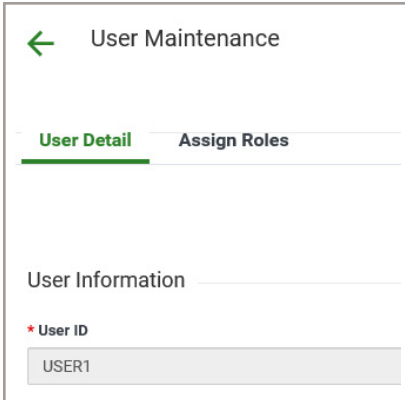 User Maintenance
User Detail Assign Roles
User Information
* User ID
USER1